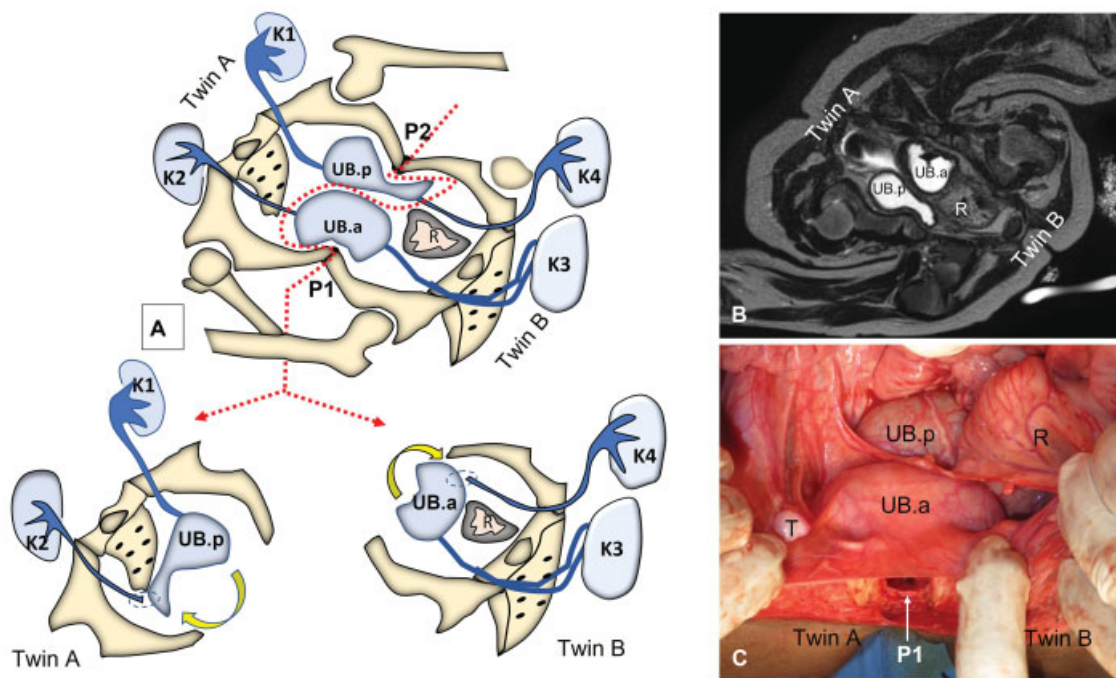 K1
Twin A
P2
K2
K4
UB.p
UB.a
R
K3
P1
A
Twin B
K1
K4
K2
UB.p
UB.a
R
K3
Twin A
Twin B
Twin A
UB.a
UB.p
R
Twin B
B
UB.p
R
UB.a
T
Twin A
P1
Twin B
C